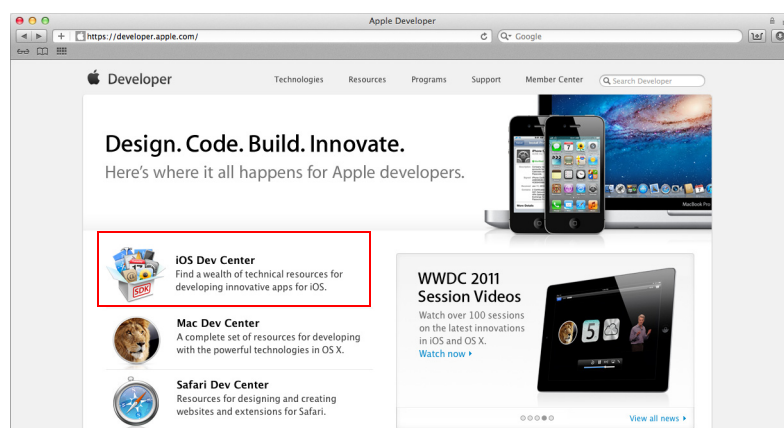 Apple Developer
https://developer.apple.com/
Google
Developer
Technologies Resources Programs Support Member Center Search Developer
Design. Code. Build. Innovate.
Here's where it all happens for Apple developers.
MacBook Pro
iOS Dev Center
Find a wealth of technical resources for
developing innovative apps for iOS.
SDK
Mac Dev Center
A complete set of resources for developing
with the powerful technologies in OS X.
Safari Dev Center
Resources for designing and creating
websites and extensions for Safari.
WWDC 2011
Session Videos
Watch over 100 sessions
on the latest innovations
in iOS and OS X.
Watch now
5
View all news